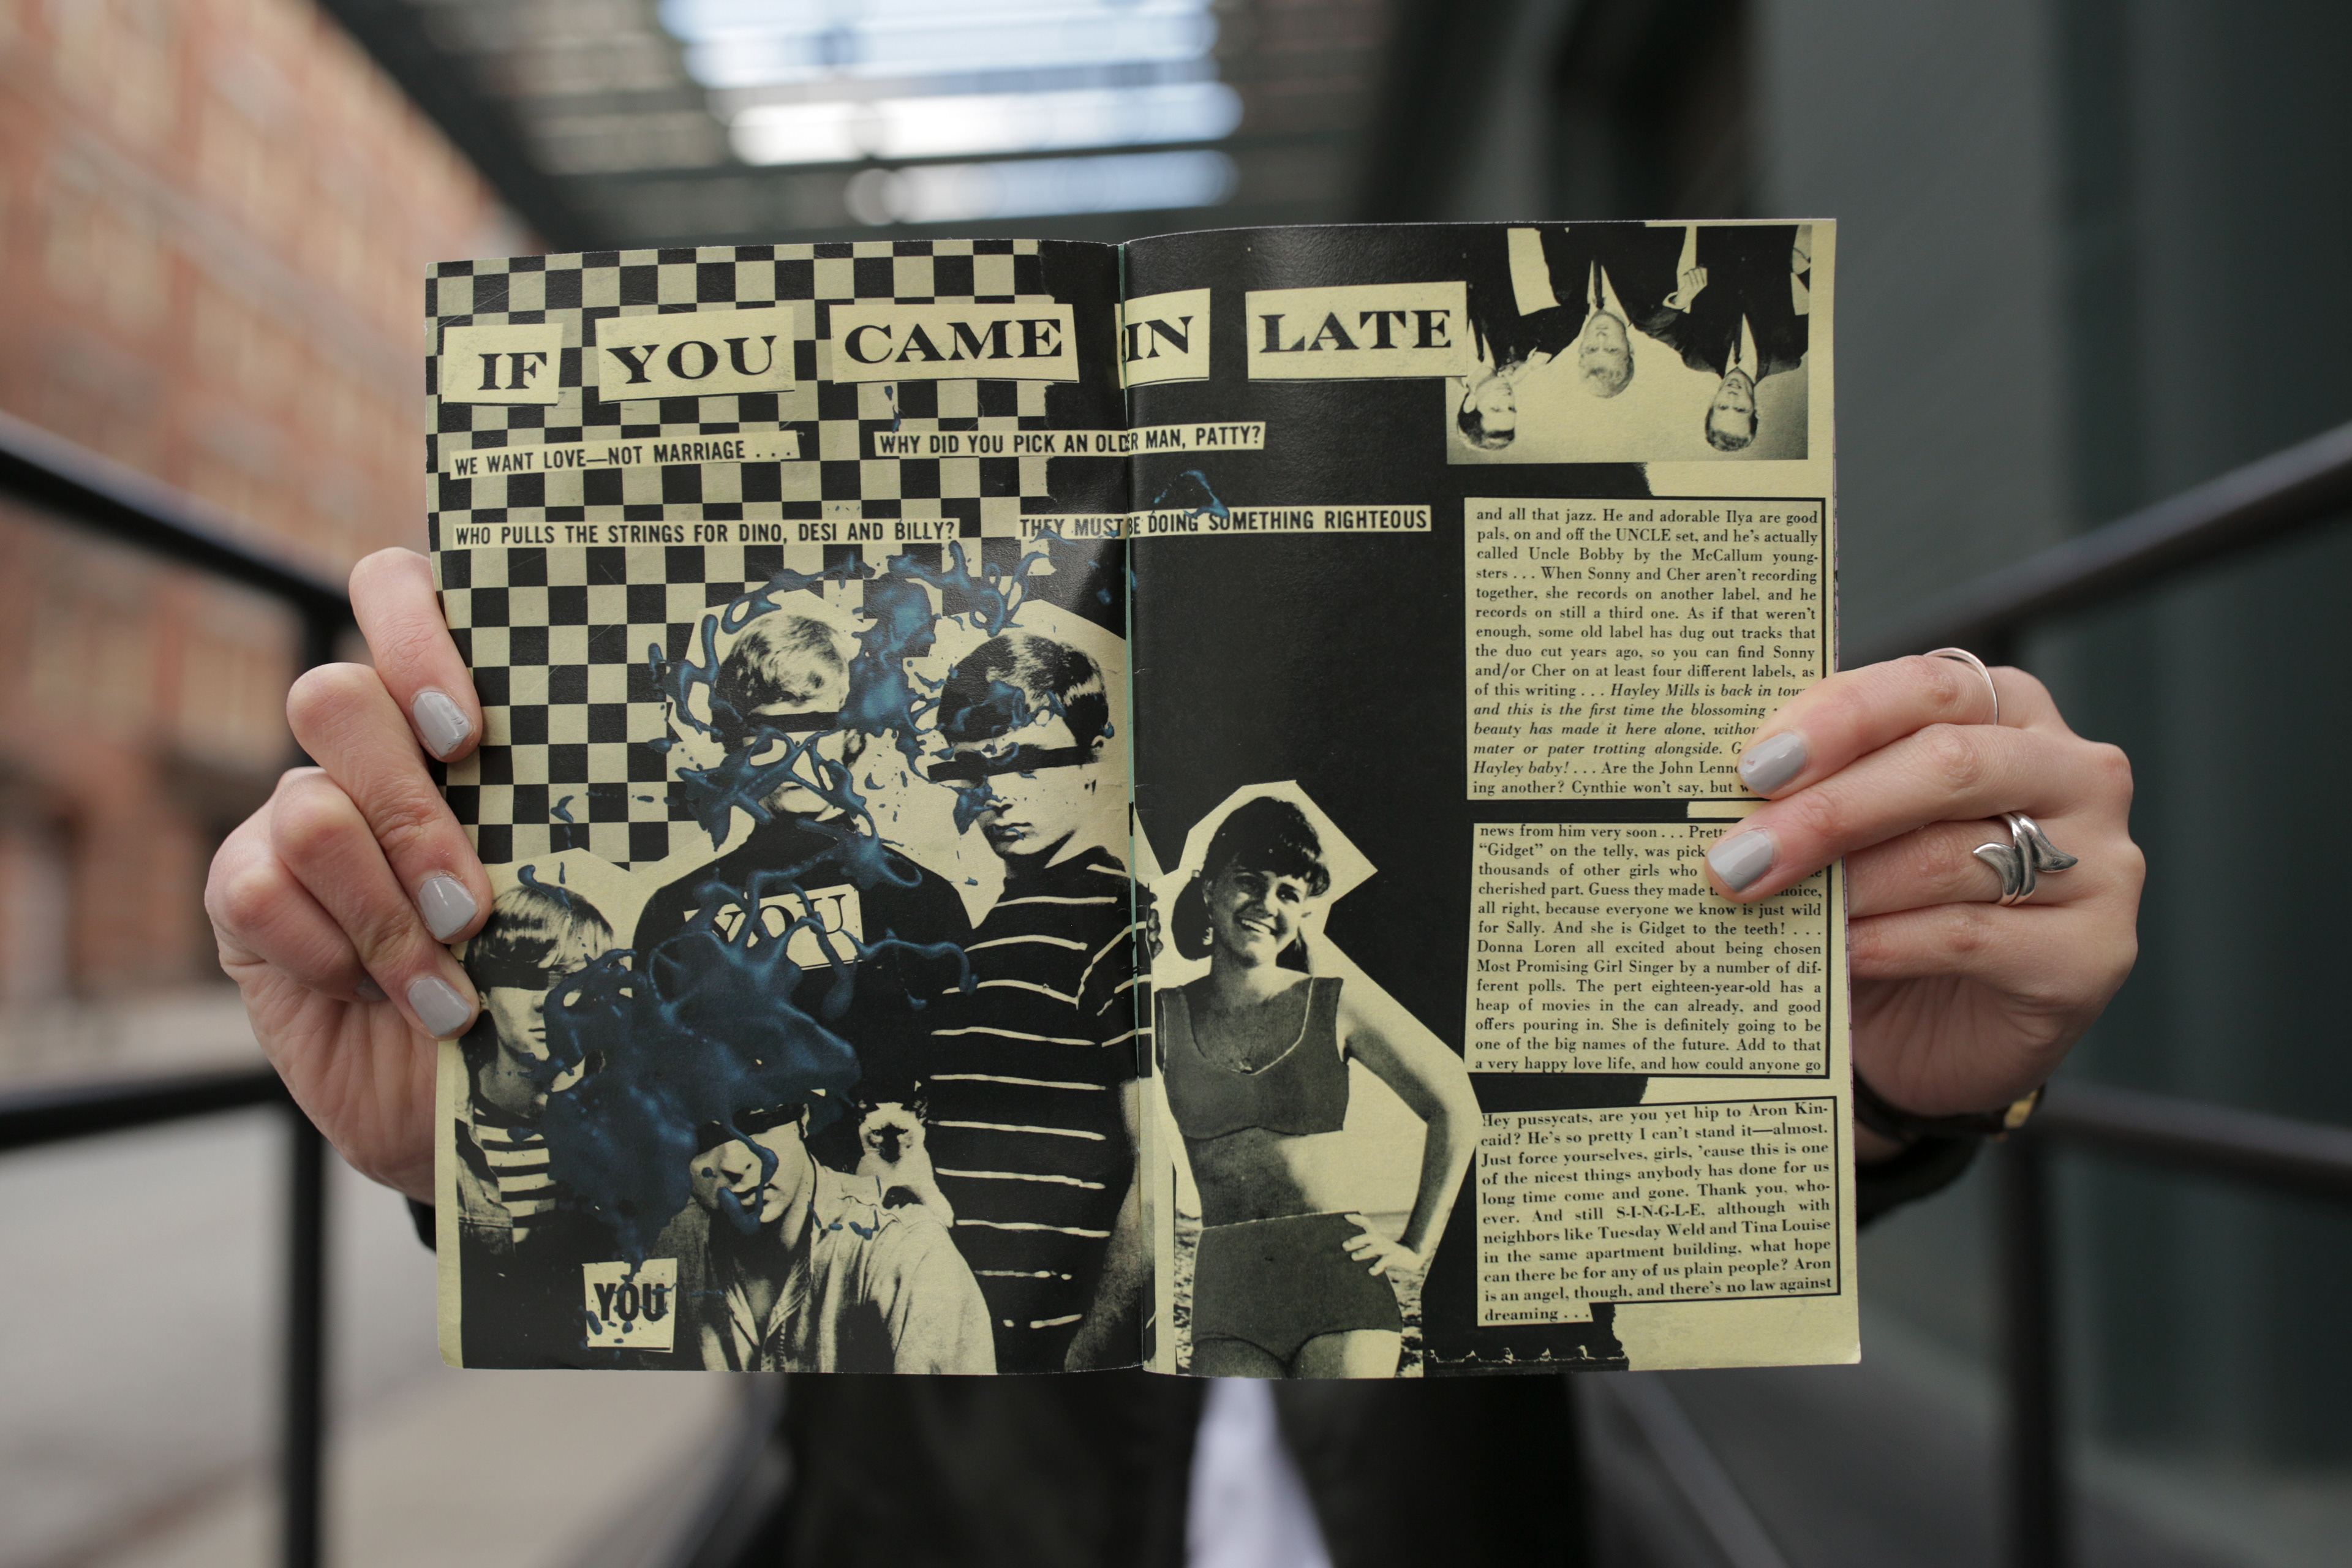 IF YOU CAME IN LATE
WE WANT LOVE—NOT MARRIAGE . . .
WHY DID YOU PICK AN OLDER MAN, PATTY?
WHO PULLS THE STRINGS FOR DINO, DESI AND BILLY?
THEY MUST BE DOING SOMETHING RIGHTEOUS
YOU
YOU
and all that jazz. He and adorable Ilya are good
pals, on and off the UNCLE set, and he's actually
called Uncle Bobby by the McCallum young-
sters . . . When Sonny and Cher aren't recording
together, she records on another label, and he
records on still a third one. As if that weren't
enough, some old label has dug out tracks that
the duo cut years ago, so you can find Sonny
and/or Cher on at least four different labels, as
of this writing . . . Hayley Mills is back in
and this is the first time the blossoming
beauty has made it here alone,
mater or pater trotting alongside.
Hayley baby! . . . Are the John
ing another? Cynthie won't say, but
news from him very soon . . .
"Gidget" on the telly, was
thousands of other girls who
cherished part. Guess they made
all right, because everyone we know is just wild
for Sally. And she is Gidget to the teeth! . . .
Donna Loren all excited about being chosen
Most Promising Girl Singer by a number of dif-
ferent polls. The pert eighteen-year-old has a
heap of movies in the can already, and good
offers pouring in. She is definitely going to be
one of the big names of the future. Add to that
a very happy love life, and how could anyone go
Hey pussycats, are you yet hip to Aron Kin-
caid? He's so pretty I can't stand it—almost.
Just force yourselves, girls, 'cause this is one
of the nicest things anybody has done for us
long time come and gone. Thank you, who-
ever. And still S-I-N-G-L-E, although with
neighbors like Tuesday Weld and Tina Louise
in the same apartment building, what hope
can there be for any of us plain people? Aron
is an angel, though, and there's no law against
dreaming . . .